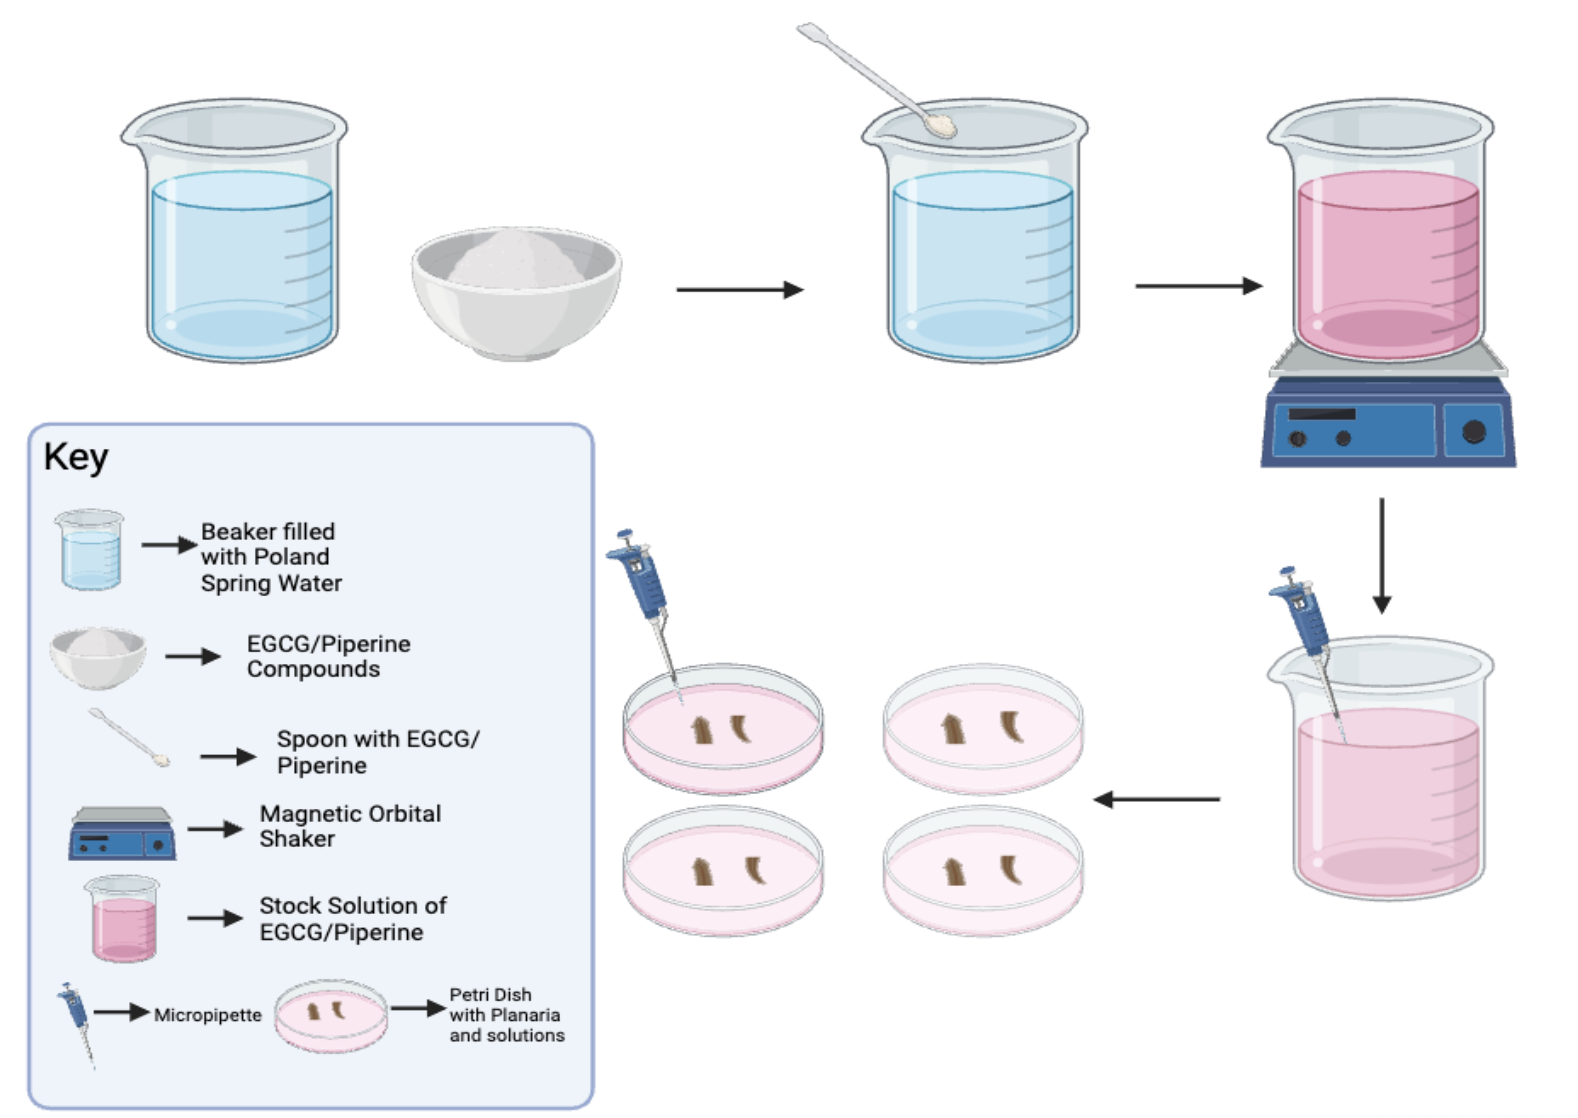 Key
Beaker filled
with Poland
Spring Water
EGCG/Piperine
Compounds
Spoon with EGCG/
Piperine
Magnetic Orbital
Shaker
Stock Solution of
EGCG/Piperine
Micropipette
Petri Dish
with Planaria
and solutions